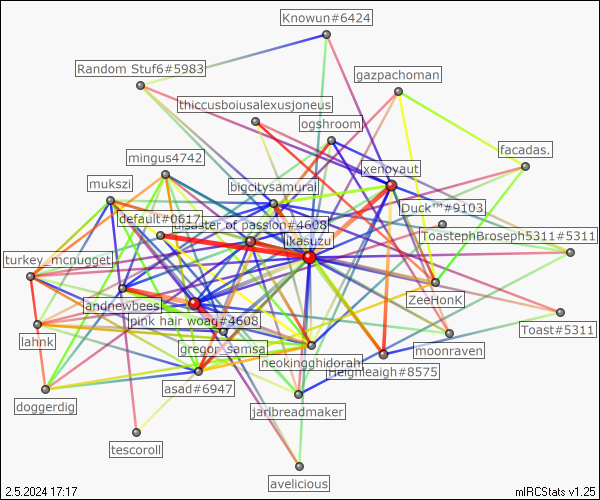 Knowun#6424
Random Stuf6#5983
gazpachoman
thiccusboiusalexusjoneus
ogshroom
facadas.
mingus4742
xenoyaut
mukszi
bigcitysamurai
Duck™#9103
default#0617
disaster of passion#4608
ToastephBroseph5311#5311
ikasuzu
turkey_mcnugget
ZeeHonK
landnewbees
pink hair woag#4608
Toast#5311
lahnk
gregor_samsa
moonraven
neokingghidorah
Heighleaigh#8575
asad#6947
doggerdig
jarlbreadmaker
tescoroll
avelicious
2.5.2024 17:17
mIRCStats v1.25